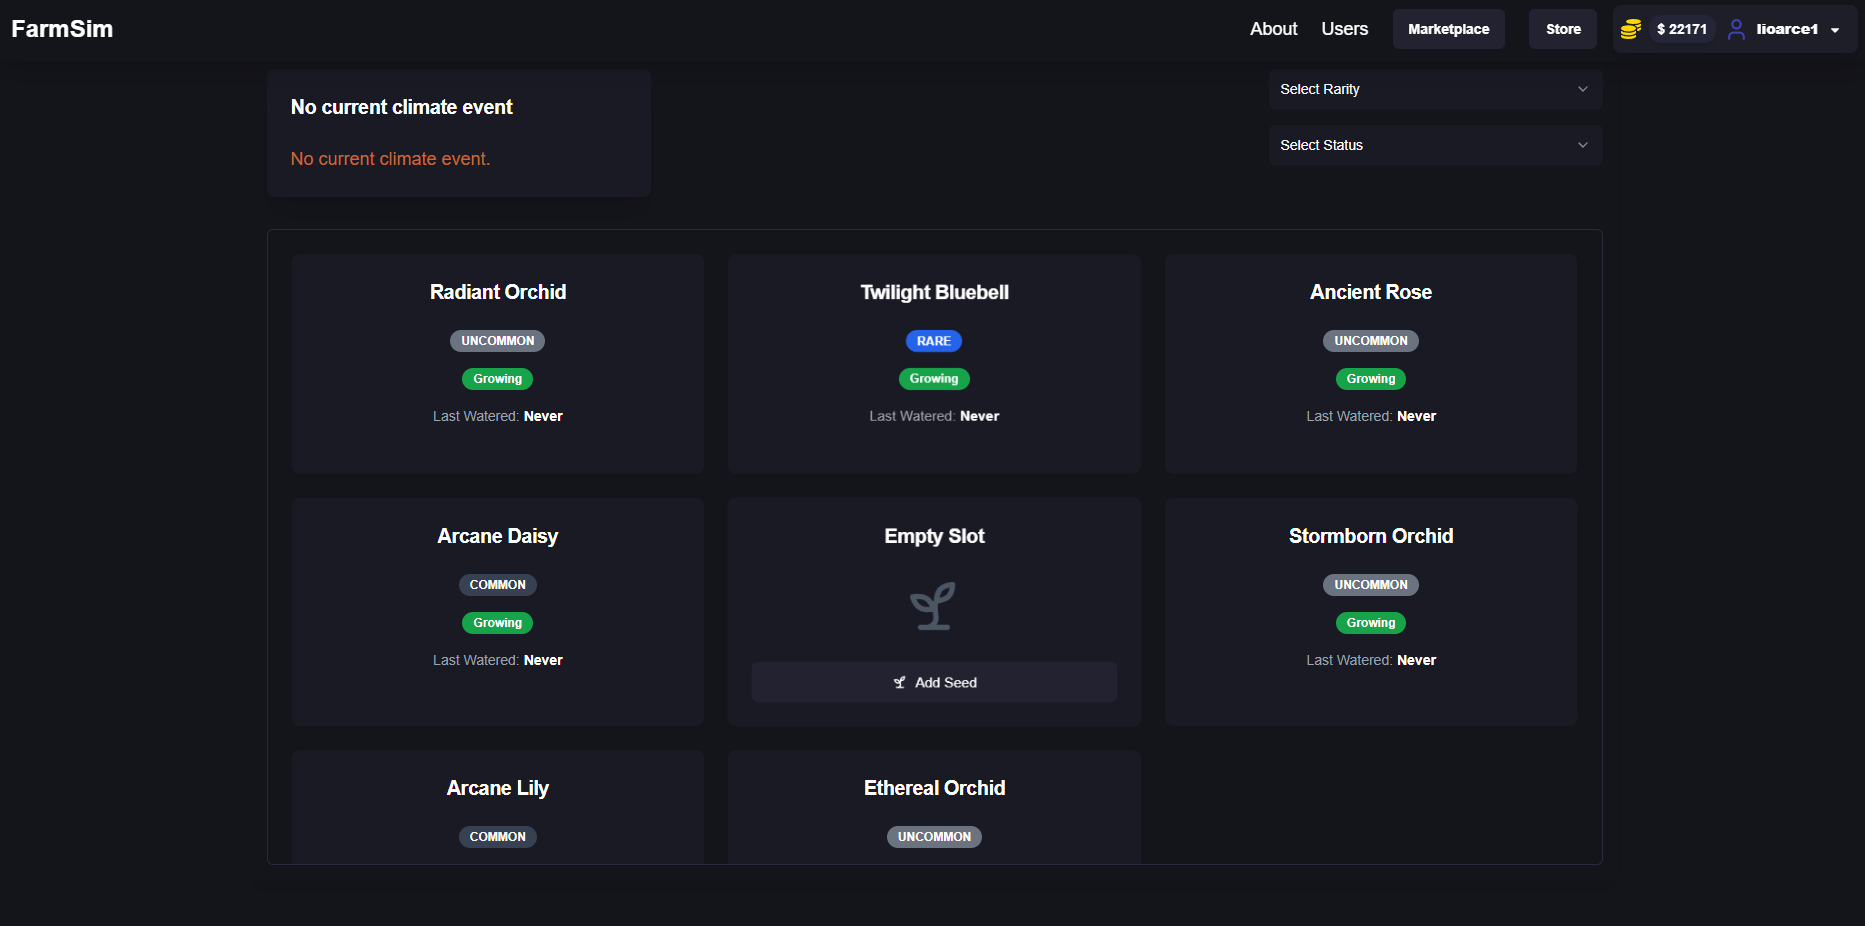 FarmSim
About
Users
Marketplace
Store
$ 22171
lioarce1
No current climate event
No current climate event.
Select Rarity
Select Status
Radiant Orchid
UNCOMMON
Growing
Last Watered: Never
Twilight Bluebell
RARE
Growing
Last Watered: Never
Ancient Rose
UNCOMMON
Growing
Last Watered: Never
Arcane Daisy
COMMON
Growing
Last Watered: Never
Empty Slot
Add Seed
Stormborn Orchid
UNCOMMON
Growing
Last Watered: Never
Arcane Lily
COMMON
Ethereal Orchid
UNCOMMON